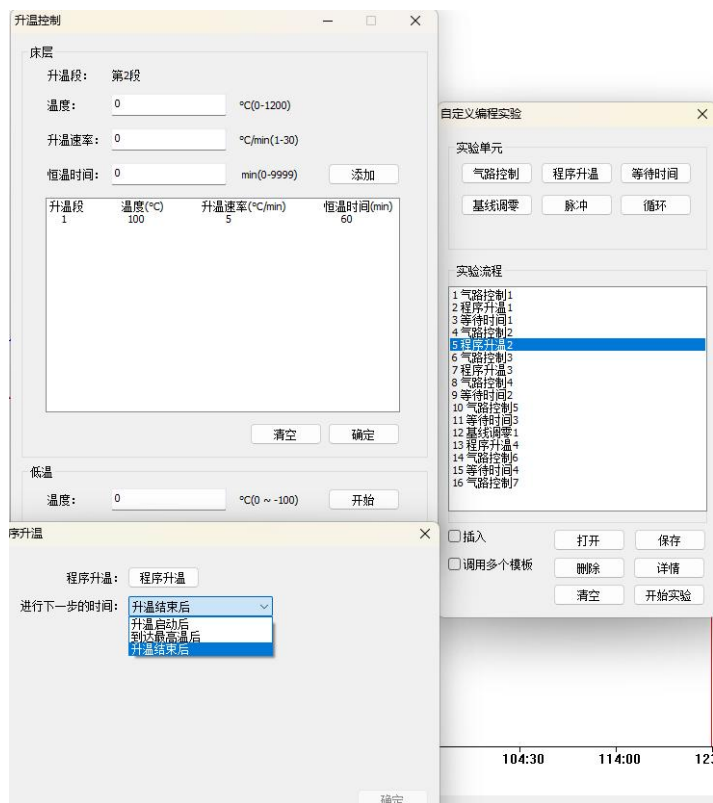 升温控制
床层
升温段： 第2段
温度： 0 °C(0-1200)
升温速率： 0 °C/min(1-30)
恒温时间： 0 min(0-9999) 添加
升温段 温度(°C) 升温速率(°C/min) 恒温时间(min)
1 100 5 60
清空 确定
低温
温度： 0 °C(0 ~ -100) 开始
自定义编程实验
实验单元
气路控制 程序升温 等待时间
基线调零 脉冲 循环
实验流程
1 气路控制1
2 程序升温1
3 等待时间1
4 气路控制2
5 程序升温2
6 气路控制3
7 程序升温3
8 气路控制4
9 等待时间2
10 气路控制5
11 等待时间3
12 基线调零1
13 程序升温4
14 气路控制6
15 等待时间4
16 气路控制7
插入 打开 保存
调用多个模板 删除 详情
清空 开始实验
序升温
程序升温： 程序升温
进行下一步的时间： 升温结束后
升温启动后
到达最高温后
升温结束后
确定
104:30 114:00